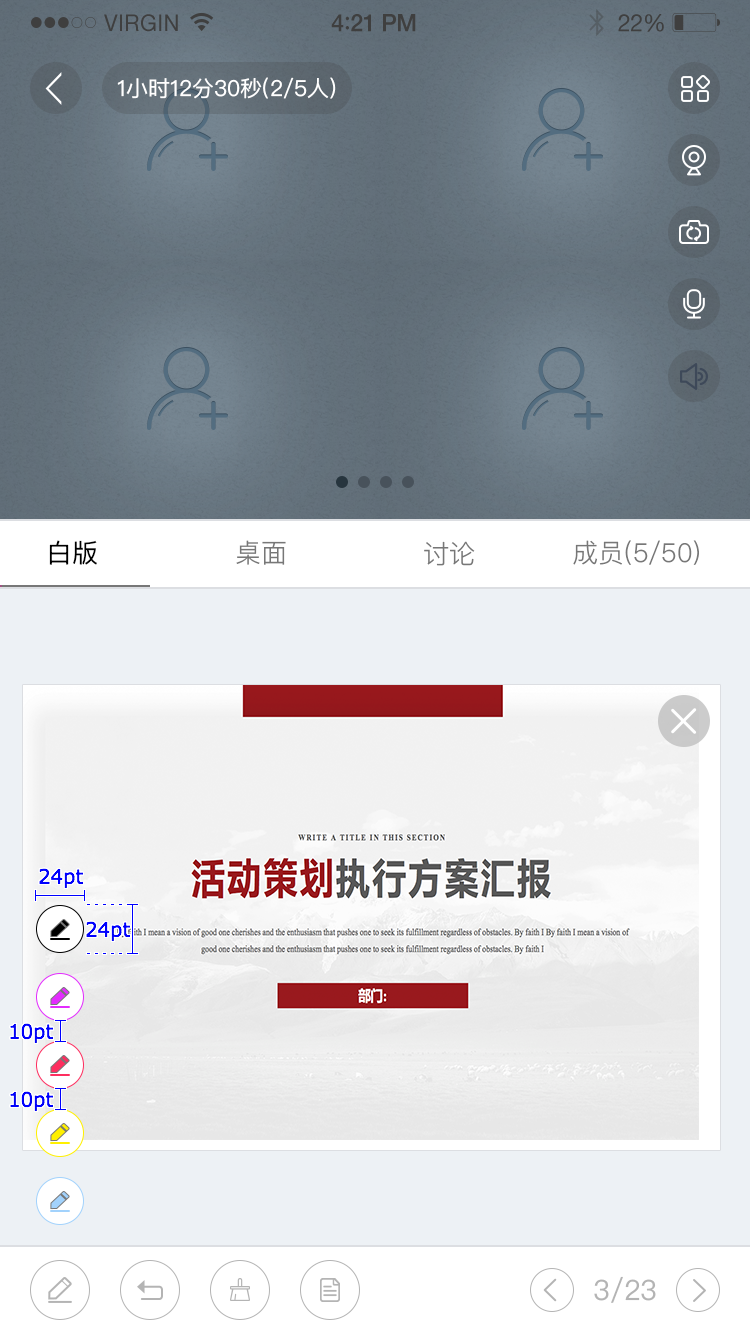 VIRGIN 4:21 PM 22%
1小时12分30秒(2/5人)
白版 桌面 讨论 成员(5/50)
WRITE A TITLE IN THIS SECTION
活动策划执行方案汇报
24pt
24pt
faith I mean a vision of good one cherishes and the enthusiasm that pushes one to seek its fulfillment regardless of obstacles. By faith I By faith I mean a vision of
good one cherishes and the enthusiasm that pushes one to seek its fulfillment regardless of obstacles. By faith I
部门:
10pt
10pt
3/23